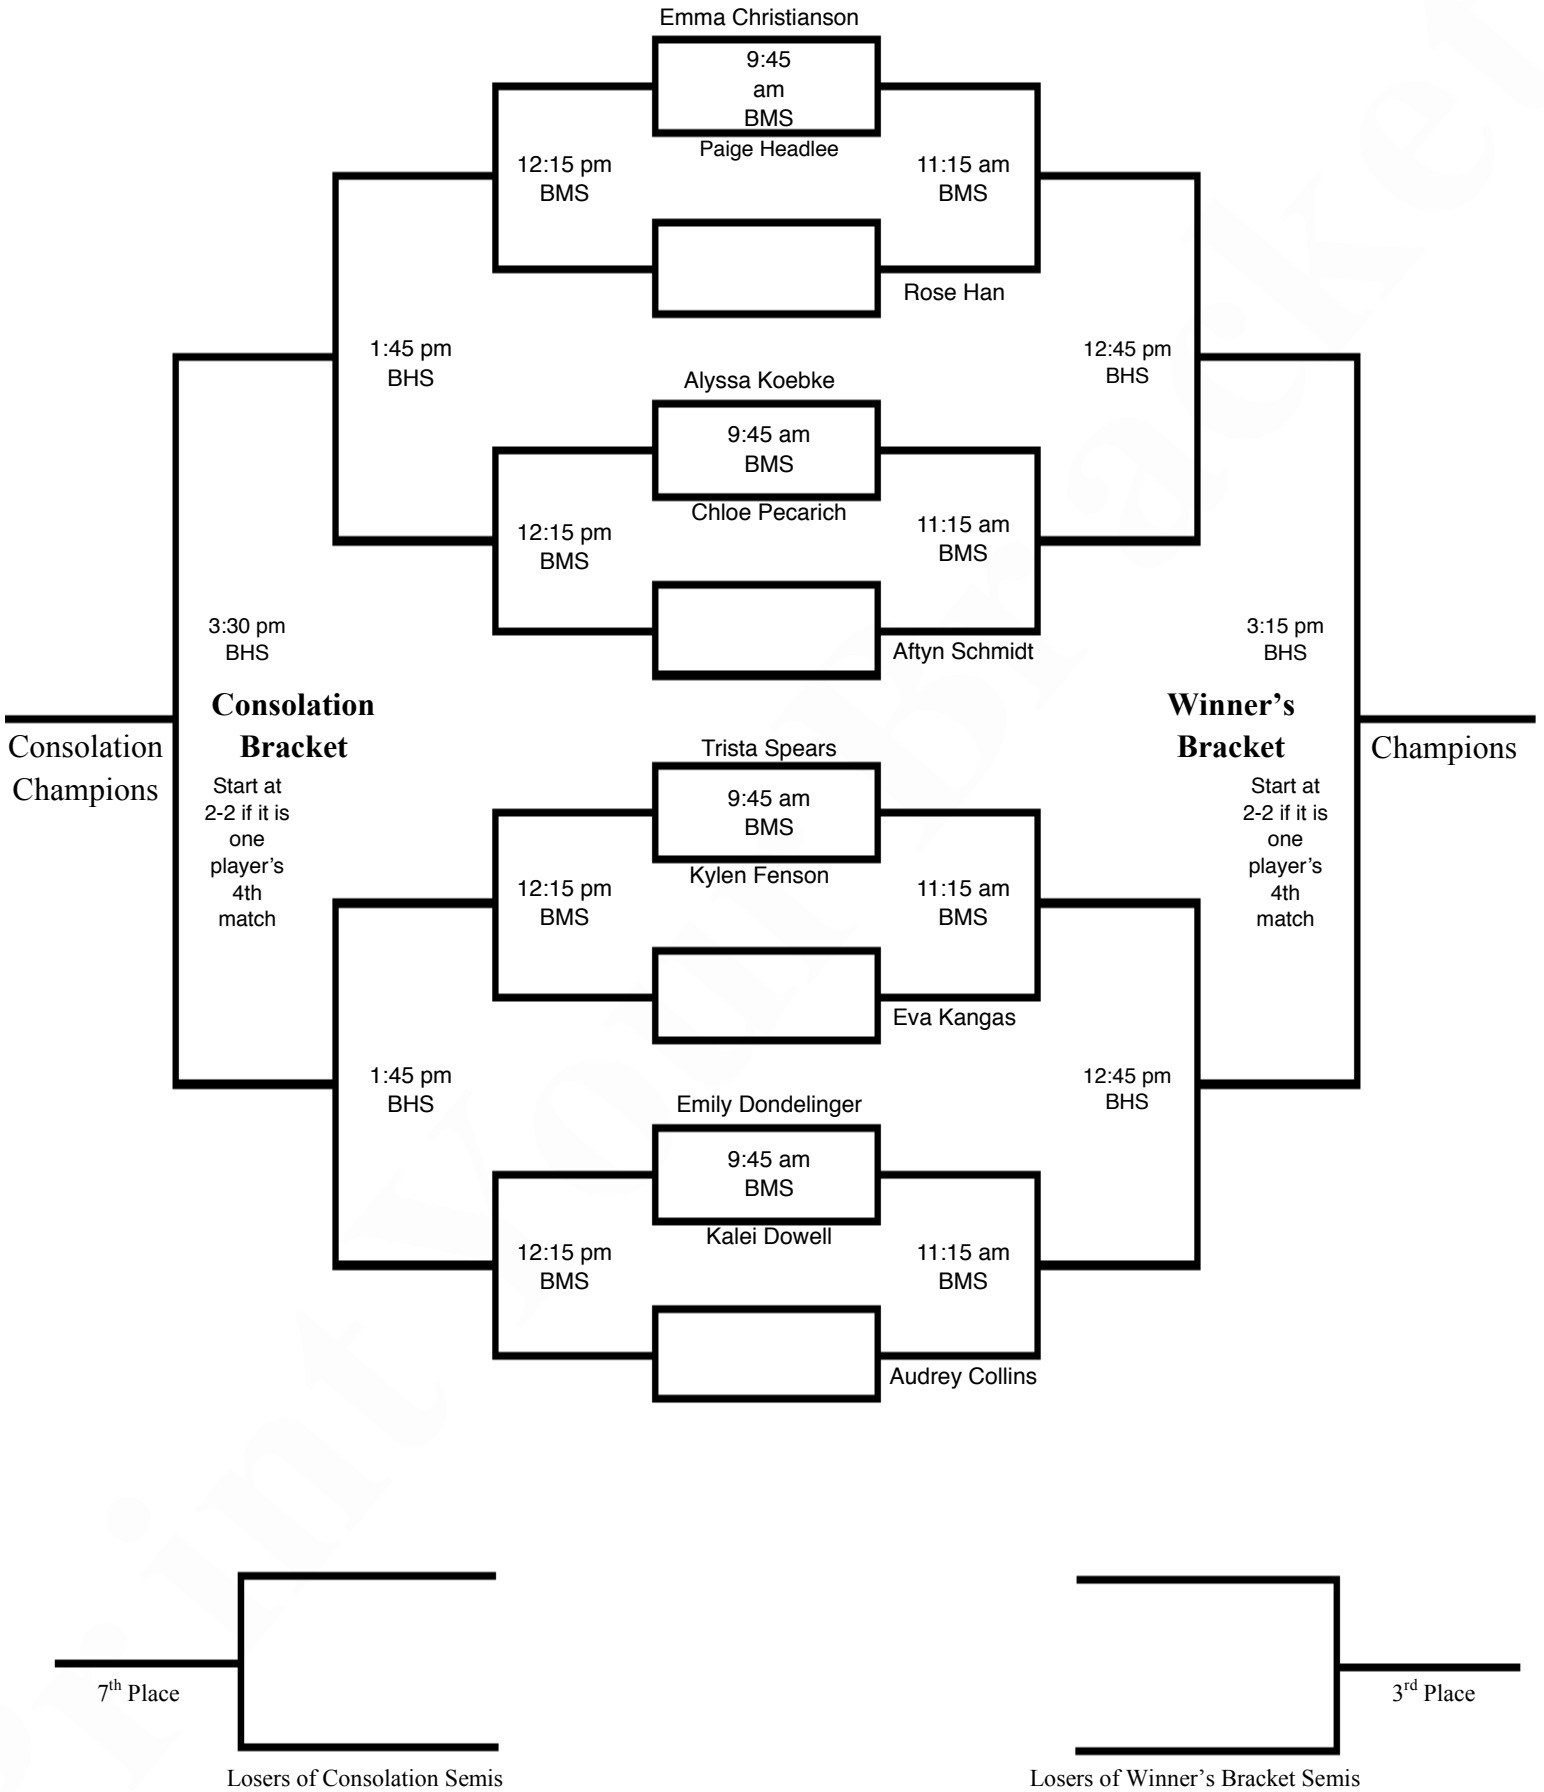 Emma Christianson
9:45
am
BMS
Paige Headlee
12:15 pm
BMS
11:15 am
BMS
Rose Han
1:45 pm
BHS
12:45 pm
BHS
Alyssa Koebke
9:45 am
BMS
Chloe Pecarich
12:15 pm
BMS
11:15 am
BMS
Aftyn Schmidt
3:30 pm
BHS
Consolation
Bracket
Start at
2-2 if it is
one
player’s
4th
match
Consolation
Champions
3:15 pm
BHS
Winner’s
Bracket
Start at
2-2 if it is
one
player’s
4th
match
Champions
Trista Spears
9:45 am
BMS
Kylen Fenson
12:15 pm
BMS
11:15 am
BMS
Eva Kangas
1:45 pm
BHS
12:45 pm
BHS
Emily Dondelinger
9:45 am
BMS
Kalei Dowell
12:15 pm
BMS
11:15 am
BMS
Audrey Collins
7th Place
Losers of Consolation Semis
3rd Place
Losers of Winner’s Bracket Semis
Print Your Bracket